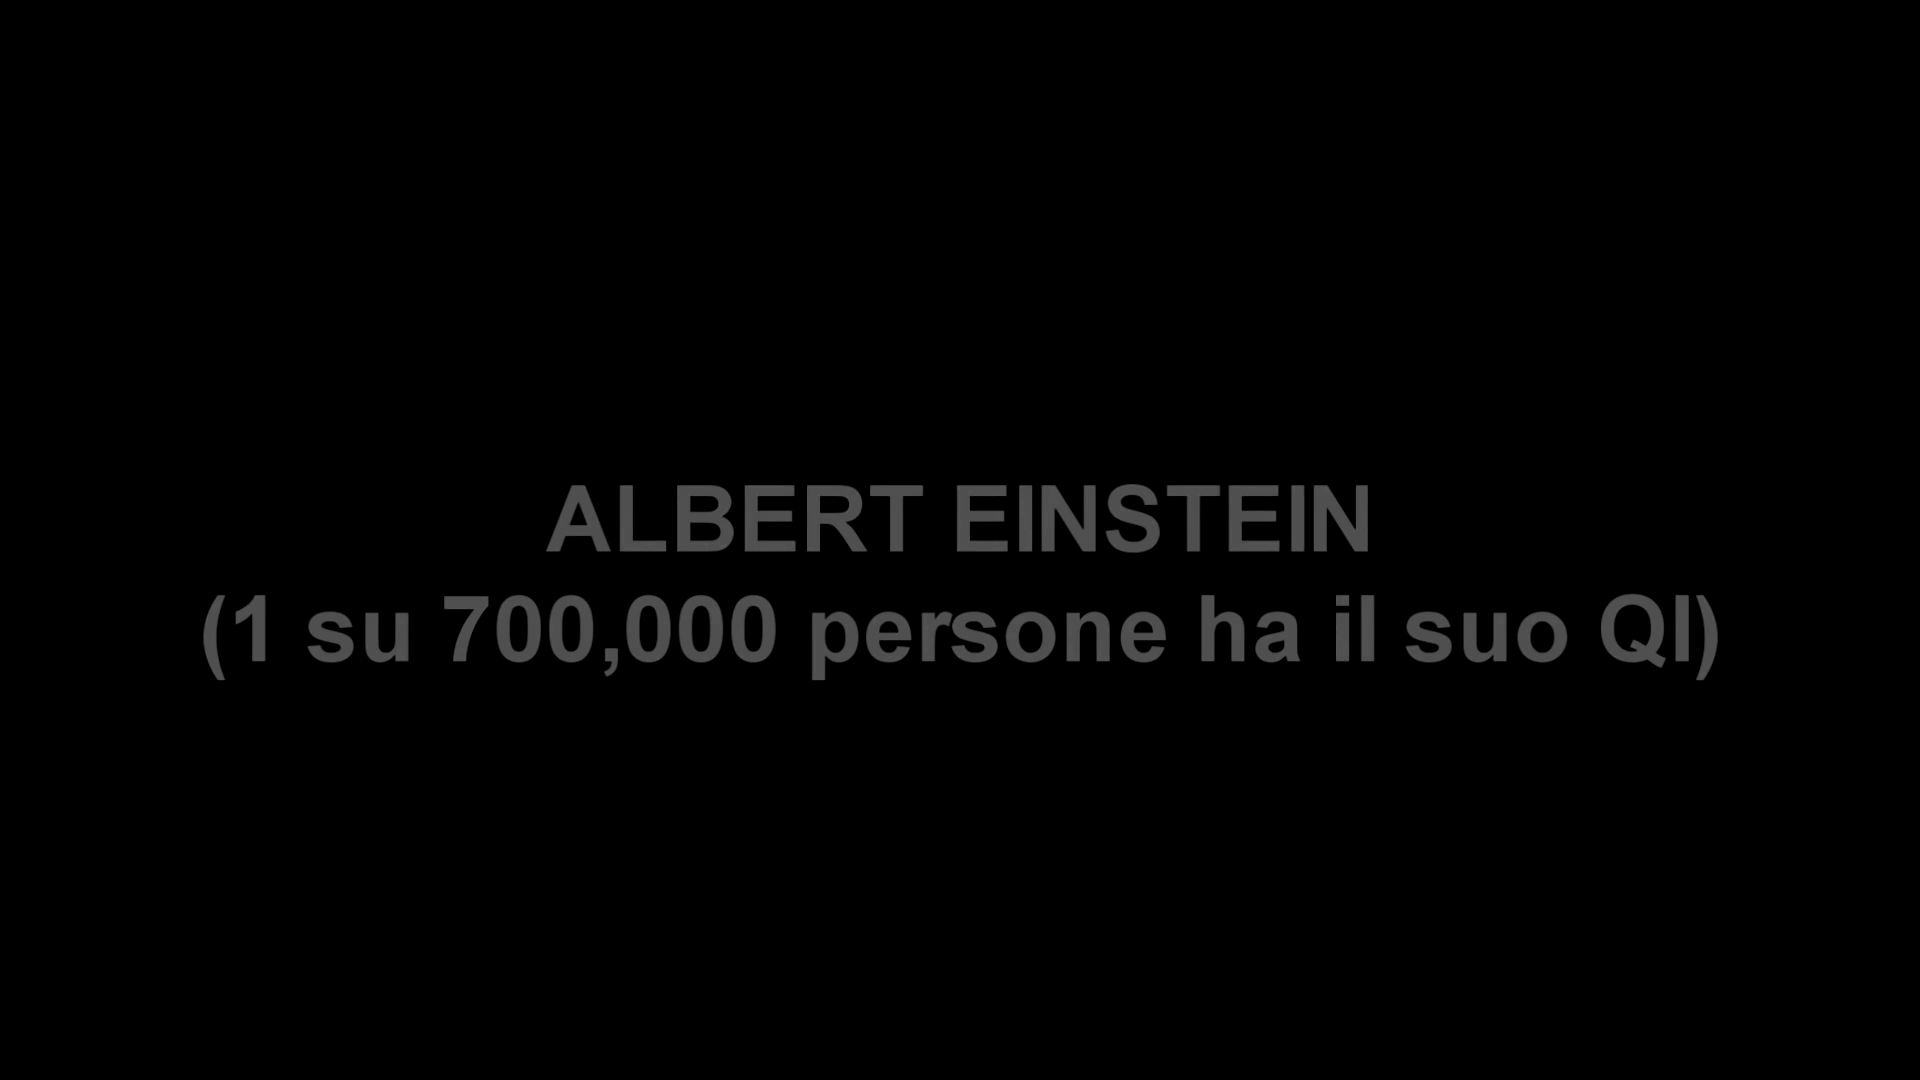 ALBERT EINSTEIN
(1 su 700,000 persone ha il suo QI)